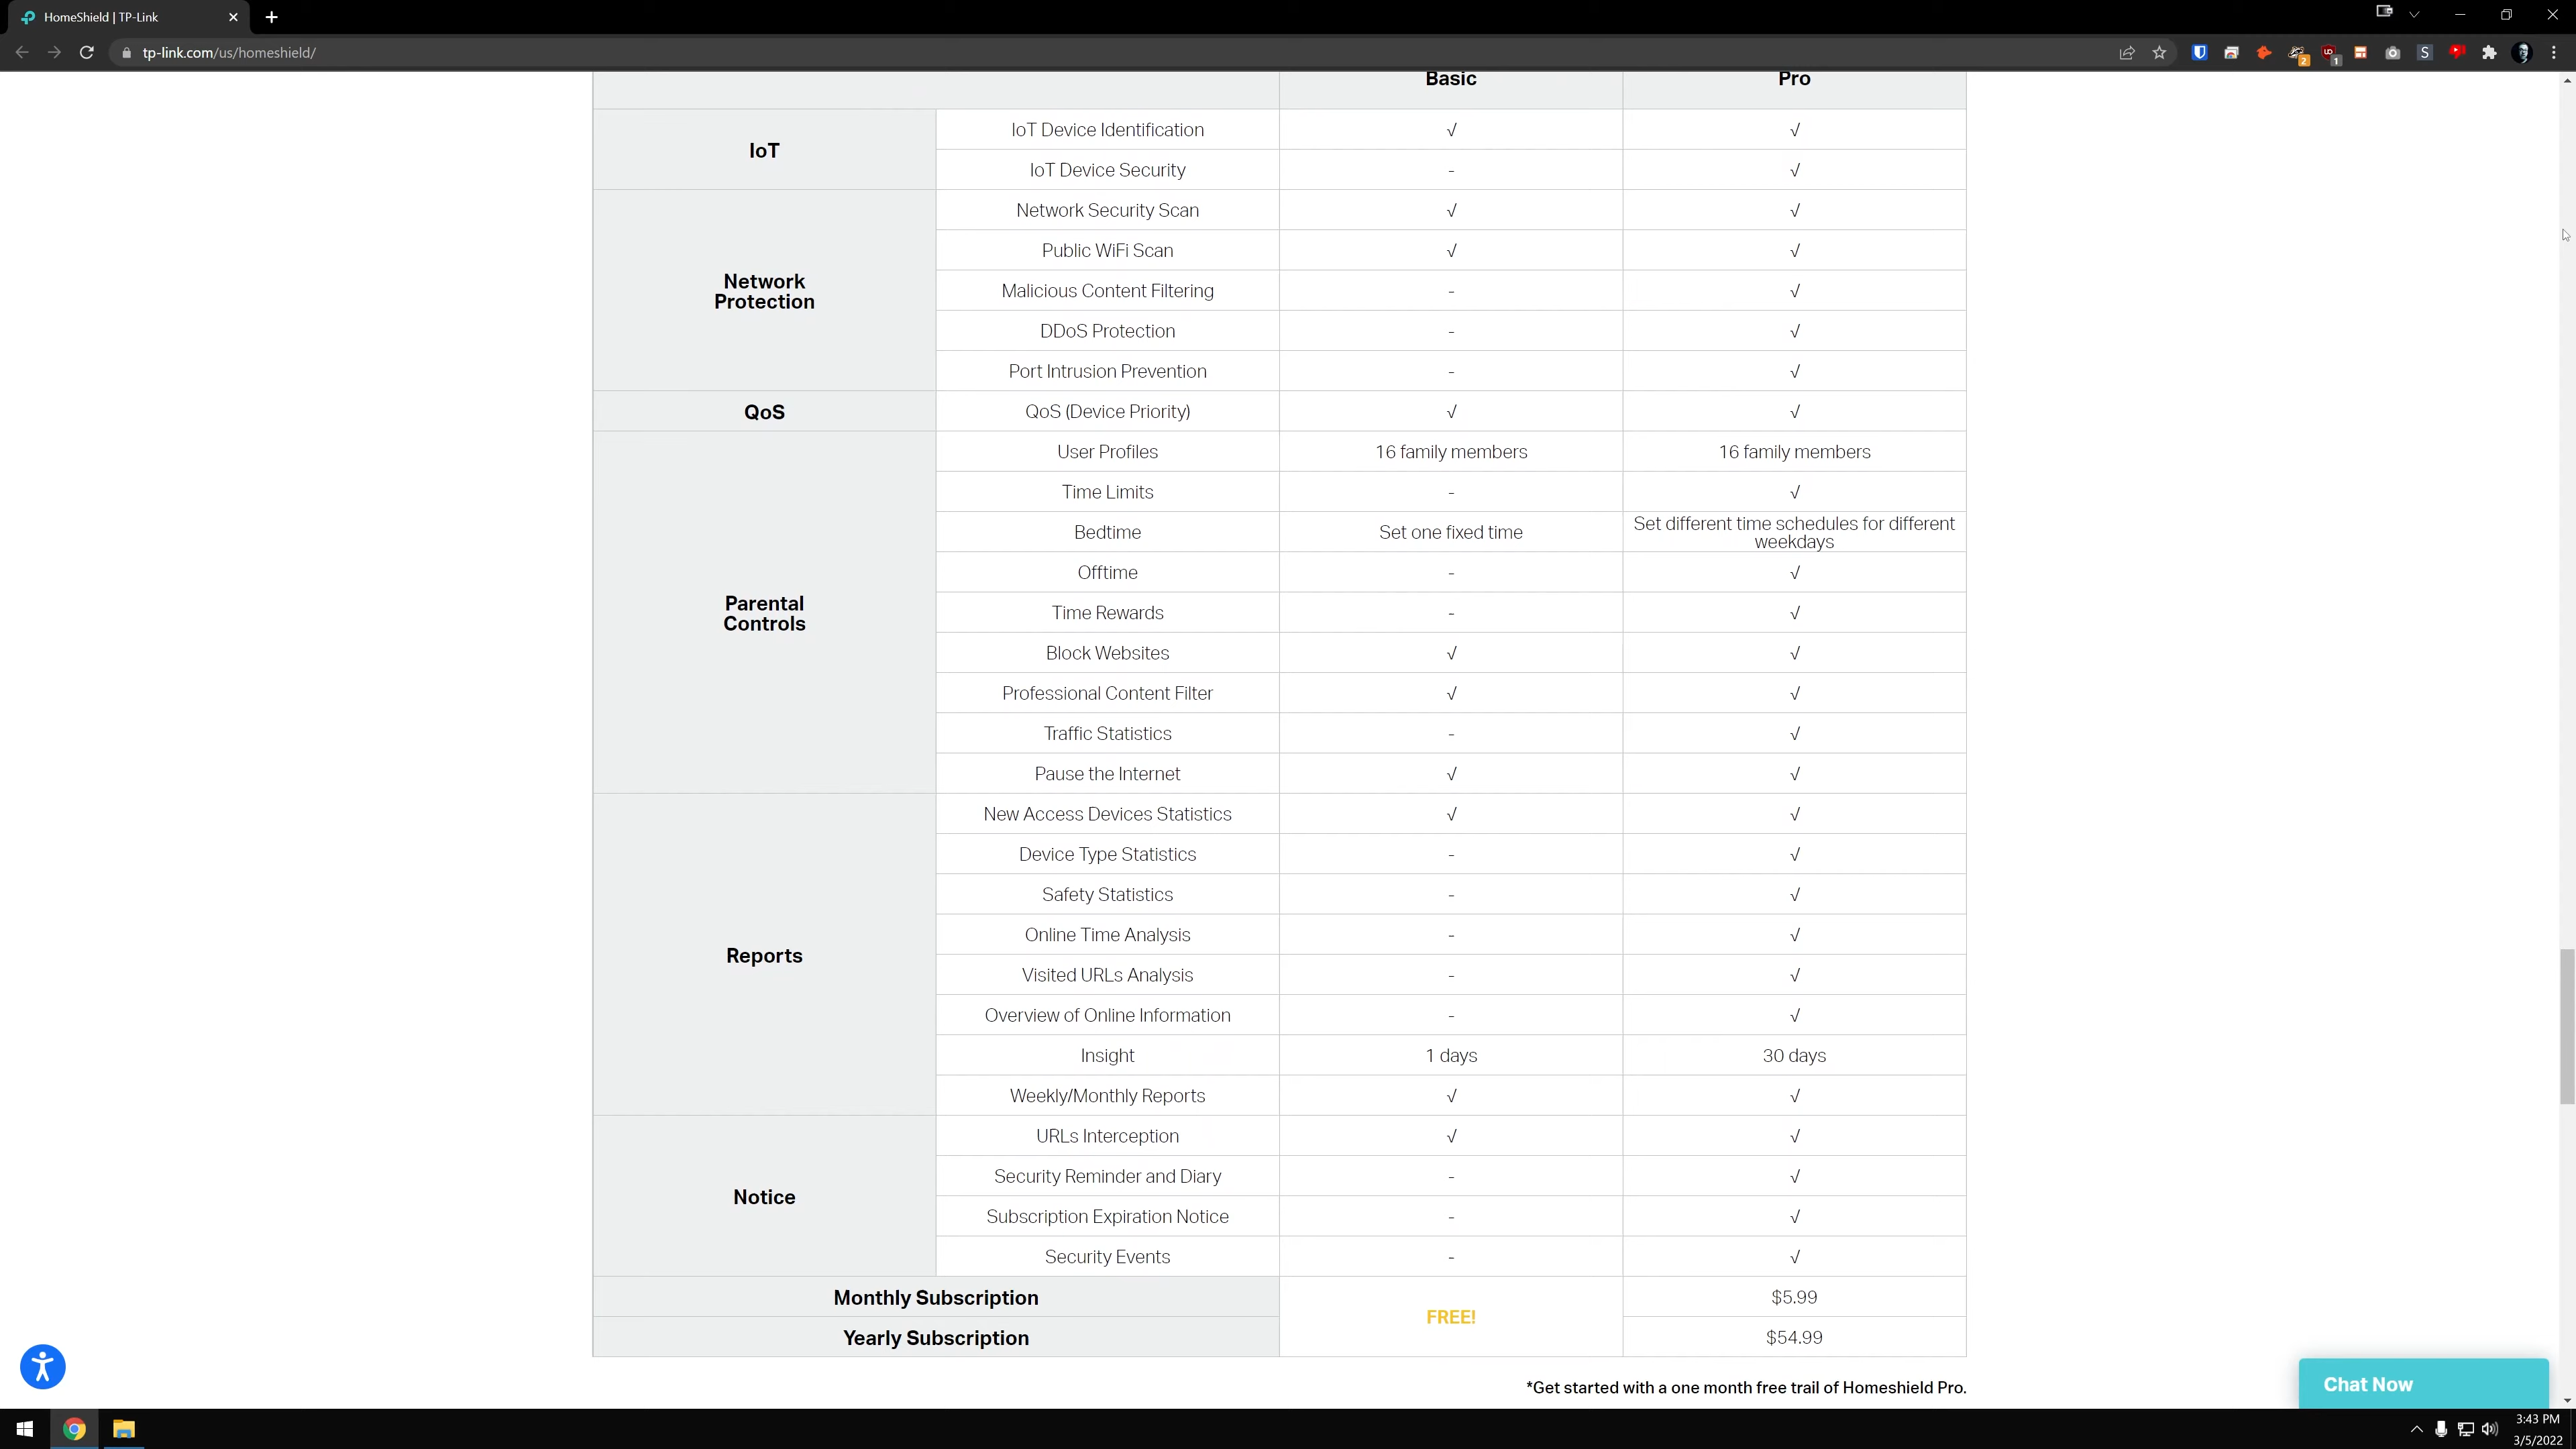 HomeShield | TP-Link
tp-link.com/us/homeshield/
2
1
Basic Pro
IoT
IoT Device Identification √ √
IoT Device Security - √
Network
Protection
Network Security Scan √ √
Public WiFi Scan √ √
Malicious Content Filtering - √
DDoS Protection - √
Port Intrusion Prevention - √
QoS QoS (Device Priority) √ √
Parental
Controls
User Profiles 16 family members 16 family members
Time Limits - √
Bedtime Set one fixed time Set different time schedules for different
weekdays
Offtime - √
Time Rewards - √
Block Websites √ √
Professional Content Filter √ √
Traffic Statistics - √
Pause the Internet √ √
Reports
New Access Devices Statistics √ √
Device Type Statistics - √
Safety Statistics - √
Online Time Analysis - √
Visited URLs Analysis - √
Overview of Online Information - √
Insight 1 days 30 days
Weekly/Monthly Reports √ √
Notice
URLs Interception √ √
Security Reminder and Diary - √
Subscription Expiration Notice - √
Security Events - √
Monthly Subscription FREE! $5.99
Yearly Subscription $54.99
*Get started with a one month free trail of Homeshield Pro.
Chat Now
3:43 PM
3/5/2022